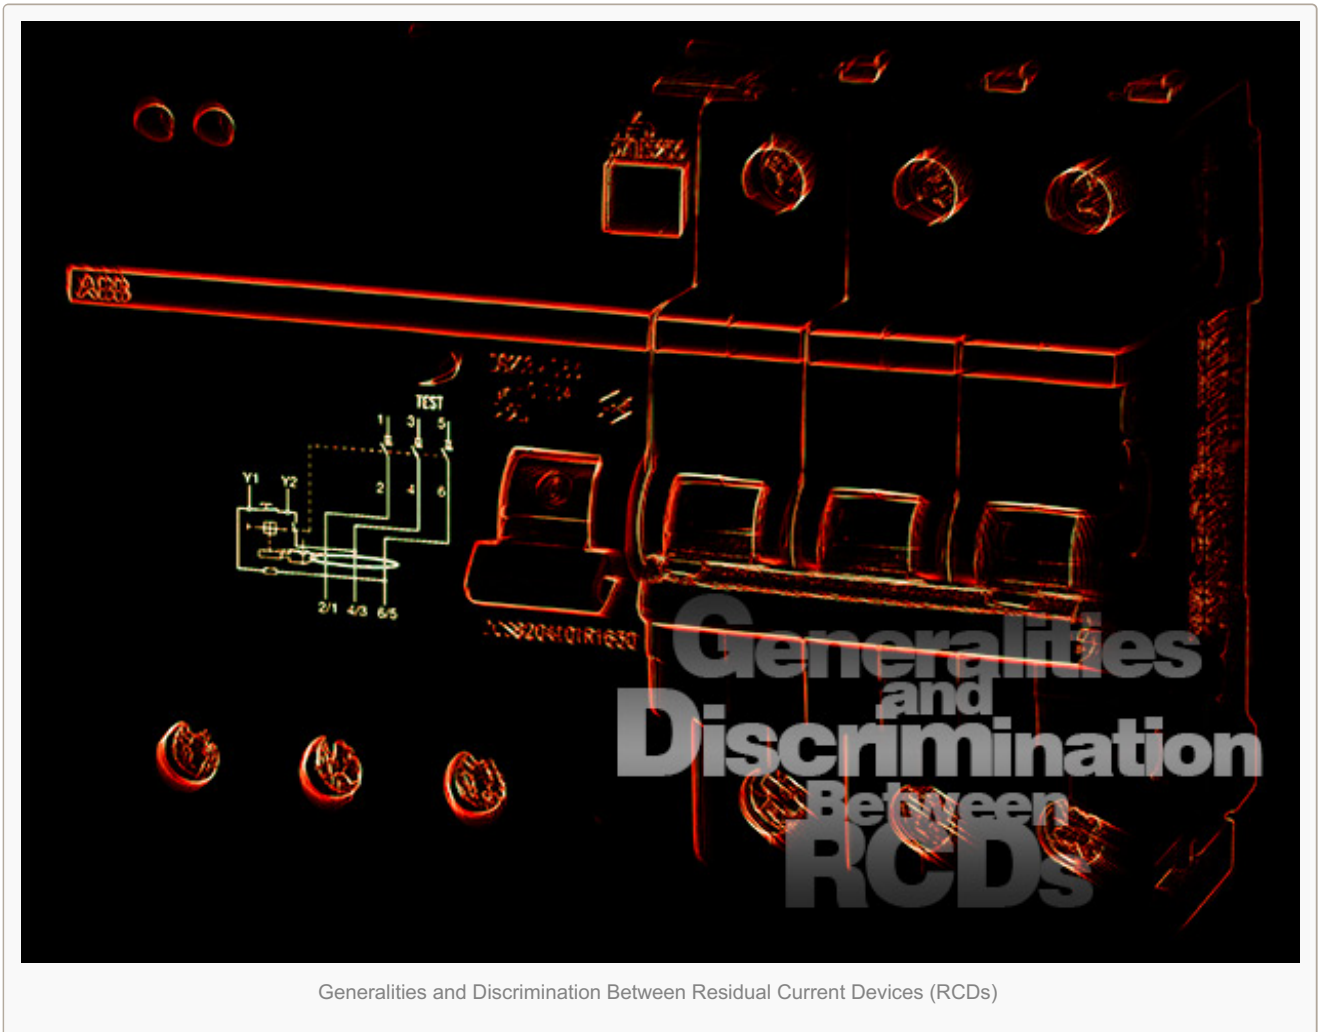 ABB
TEST
1 3 5
2 4 6
Y1 Y2
2/1 4/3 6/5
Generalities
and
Discrimination
Between
RCDs
Generalities and Discrimination Between Residual Current Devices (RCDs)